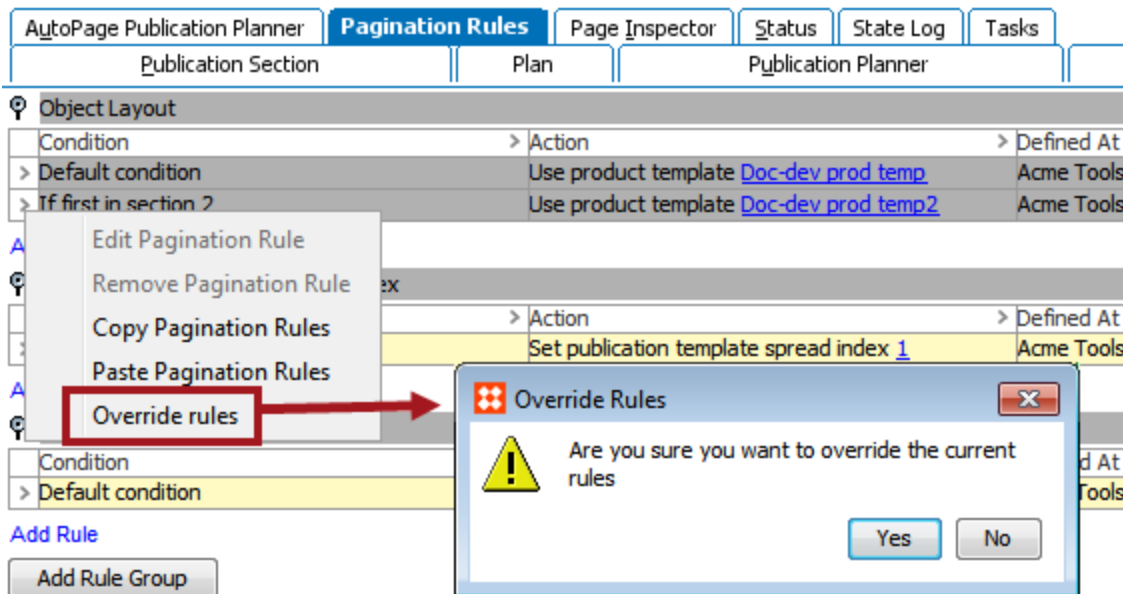 AutoPage Publication Planner Pagination Rules Page Inspector Status State Log Tasks
Publication Section Plan Publication Planner
Object Layout
Condition > Action > Defined At
> Default condition Use product template Doc-dev prod temp Acme Tools
> If first in section 2 Use product template Doc-dev prod temp2 Acme Tools
Edit Pagination Rule
Remove Pagination Rule
Copy Pagination Rules
Paste Pagination Rules
Override rules
> Action > Defined At
Set publication template spread index 1 Acme Tools
Override Rules
Are you sure you want to override the current
rules
Yes No
Condition
> Default condition
Add Rule
Add Rule Group